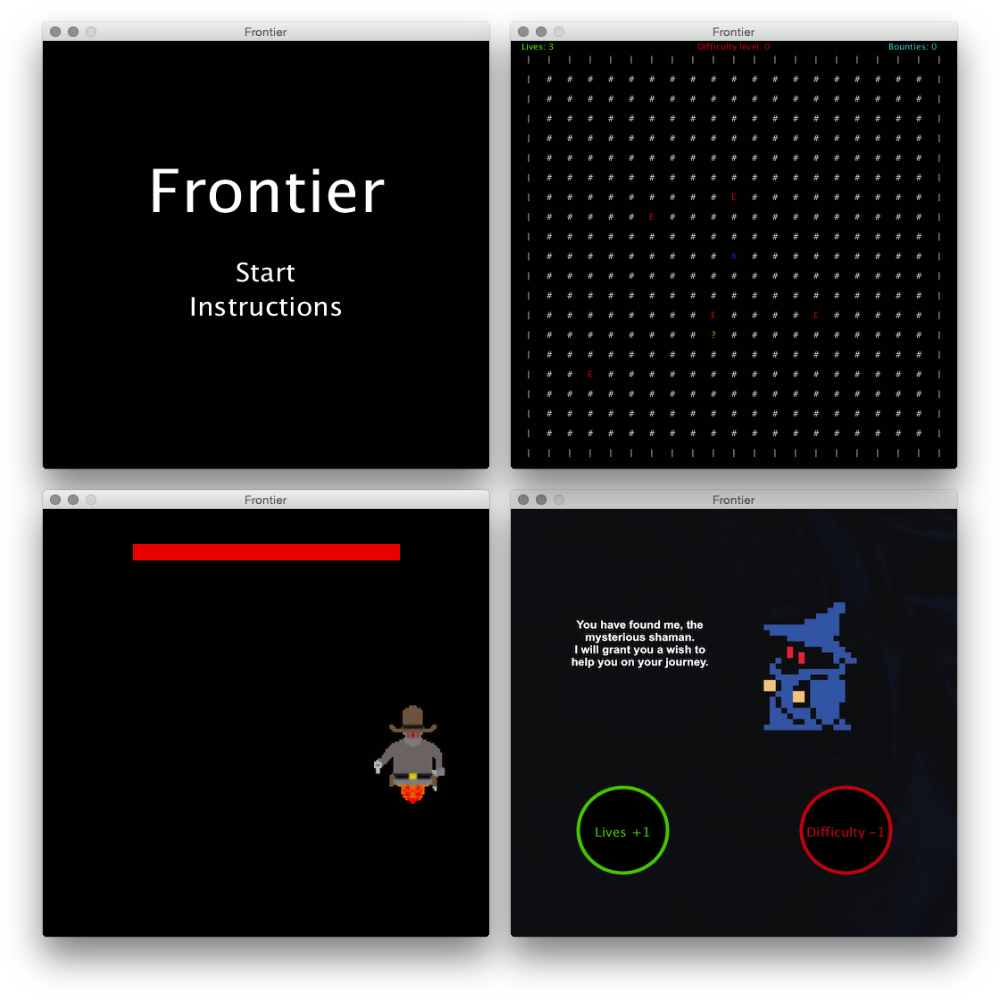 Frontier
Frontier
Start
Instructions
Frontier
Lives: 3 Difficulty level: 0 Bounties: 0
| | | | | | | | | | | | | | | | | | | | |
| # # # # # # # # # # # # # # # # # # # |
| # # # # # # # # # # # # # # # # # # # |
| # # # # # # # # # # # # # # # # # # # |
| # # # # # # # # # # # # # # # # # # # |
| # # # # # # # # # # # # # # # # # # # |
| # # # # # # # # # # # # # # # # # # # |
| # # # # # # # # # E # # # # # # # # # |
| # # # # # E # # # # # # # # # # # # # |
| # # # # # # # # # # # # # # # # # # # |
| # # # # # # # # # X # # # # # # # # # |
| # # # # # # # # # # # # # # # # # # # |
| # # # # # # # # # # # # # # # # # # # |
| # # # # # # # # E # # # # E # # # # # |
| # # # # # # # # ? # # # # # # # # # # |
| # # # # # # # # # # # # # # # # # # # |
| # # E # # # # # # # # # # # # # # # # |
| # # # # # # # # # # # # # # # # # # # |
| # # # # # # # # # # # # # # # # # # # |
| # # # # # # # # # # # # # # # # # # # |
| | | | | | | | | | | | | | | | | | | | |
Frontier
Frontier
You have found me, the
mysterious shaman.
I will grant you a wish to
help you on your journey.
Lives +1
Difficulty -1